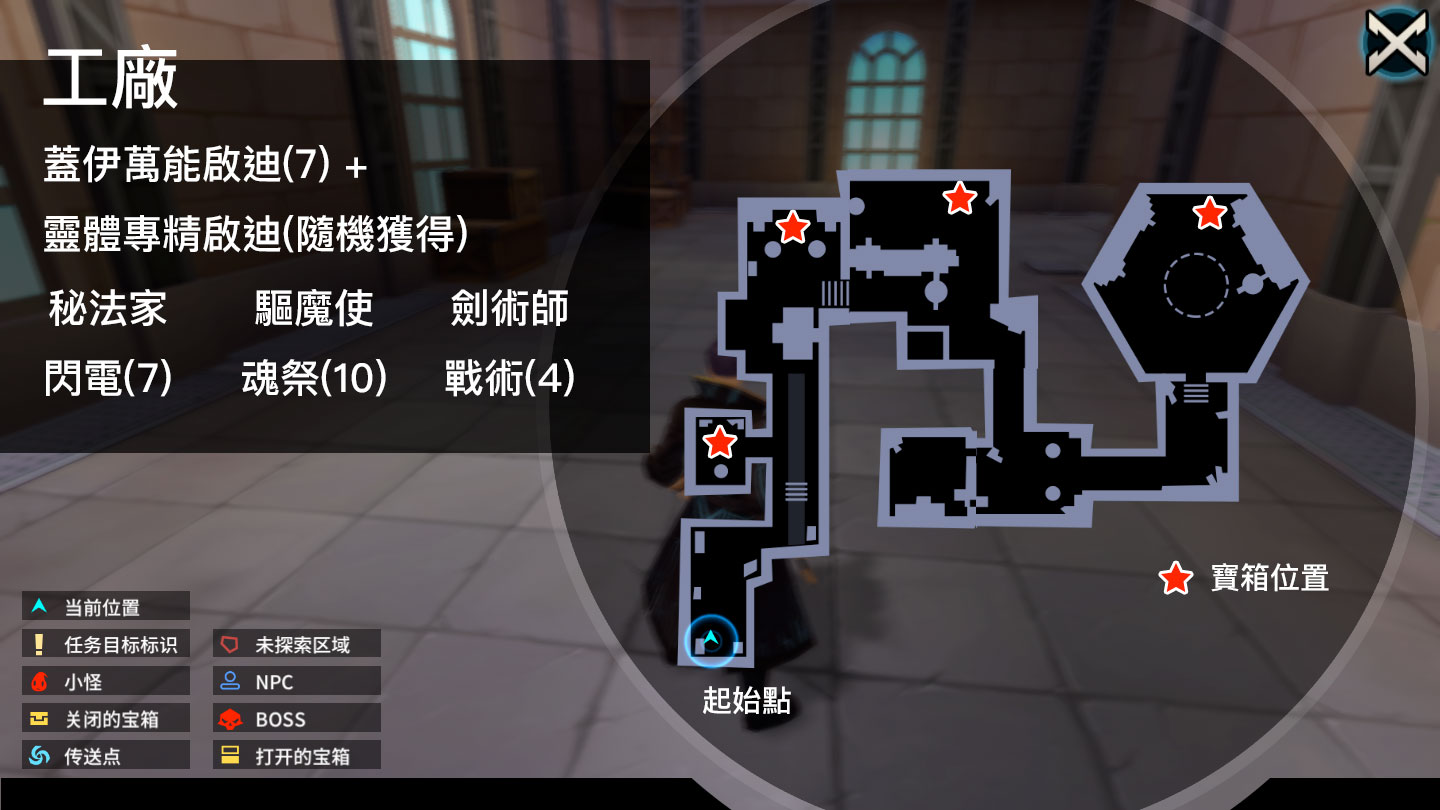 工廠
蓋伊萬能啟迪(7) +
靈體專精啟迪(隨機獲得)
秘法家 驅魔使 劍術師
閃電(7) 魂祭(10) 戰術(4)
寶箱位置
起始點
当前位置
任务目标标识 未探索区域
小怪 NPC
关闭的宝箱 BOSS
传送点 打开的宝箱